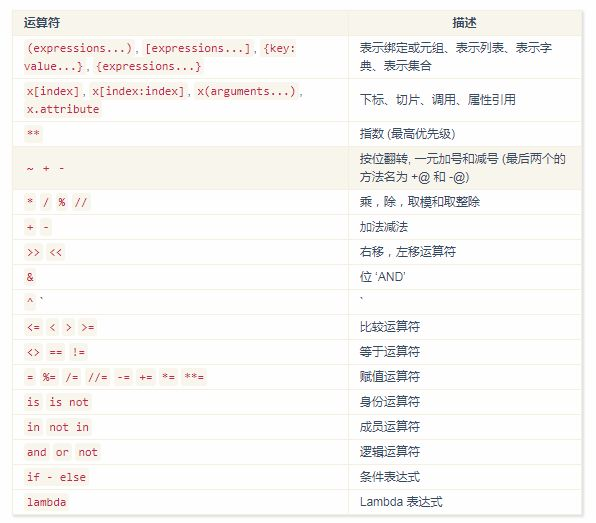 运算符 描述
(expressions...), [expressions...], {key: 表示绑定或元组、表示列表、表示字
value...}, {expressions...} 典、表示集合
x[index], x[index:index], x(arguments...), 下标、切片、调用、属性引用
x.attribute
** 指数 (最高优先级)
~ + - 按位翻转, 一元加号和减号 (最后两个的
方法名为 +@ 和 -@)
* / % // 乘，除，取模和取整除
+ - 加法减法
>> << 右移，左移运算符
& 位 ‘AND’
^ ` `
<= < > >= 比较运算符
<> == != 等于运算符
= %= /= //= -= += *= **= 赋值运算符
is is not 身份运算符
in not in 成员运算符
and or not 逻辑运算符
if - else 条件表达式
lambda Lambda 表达式